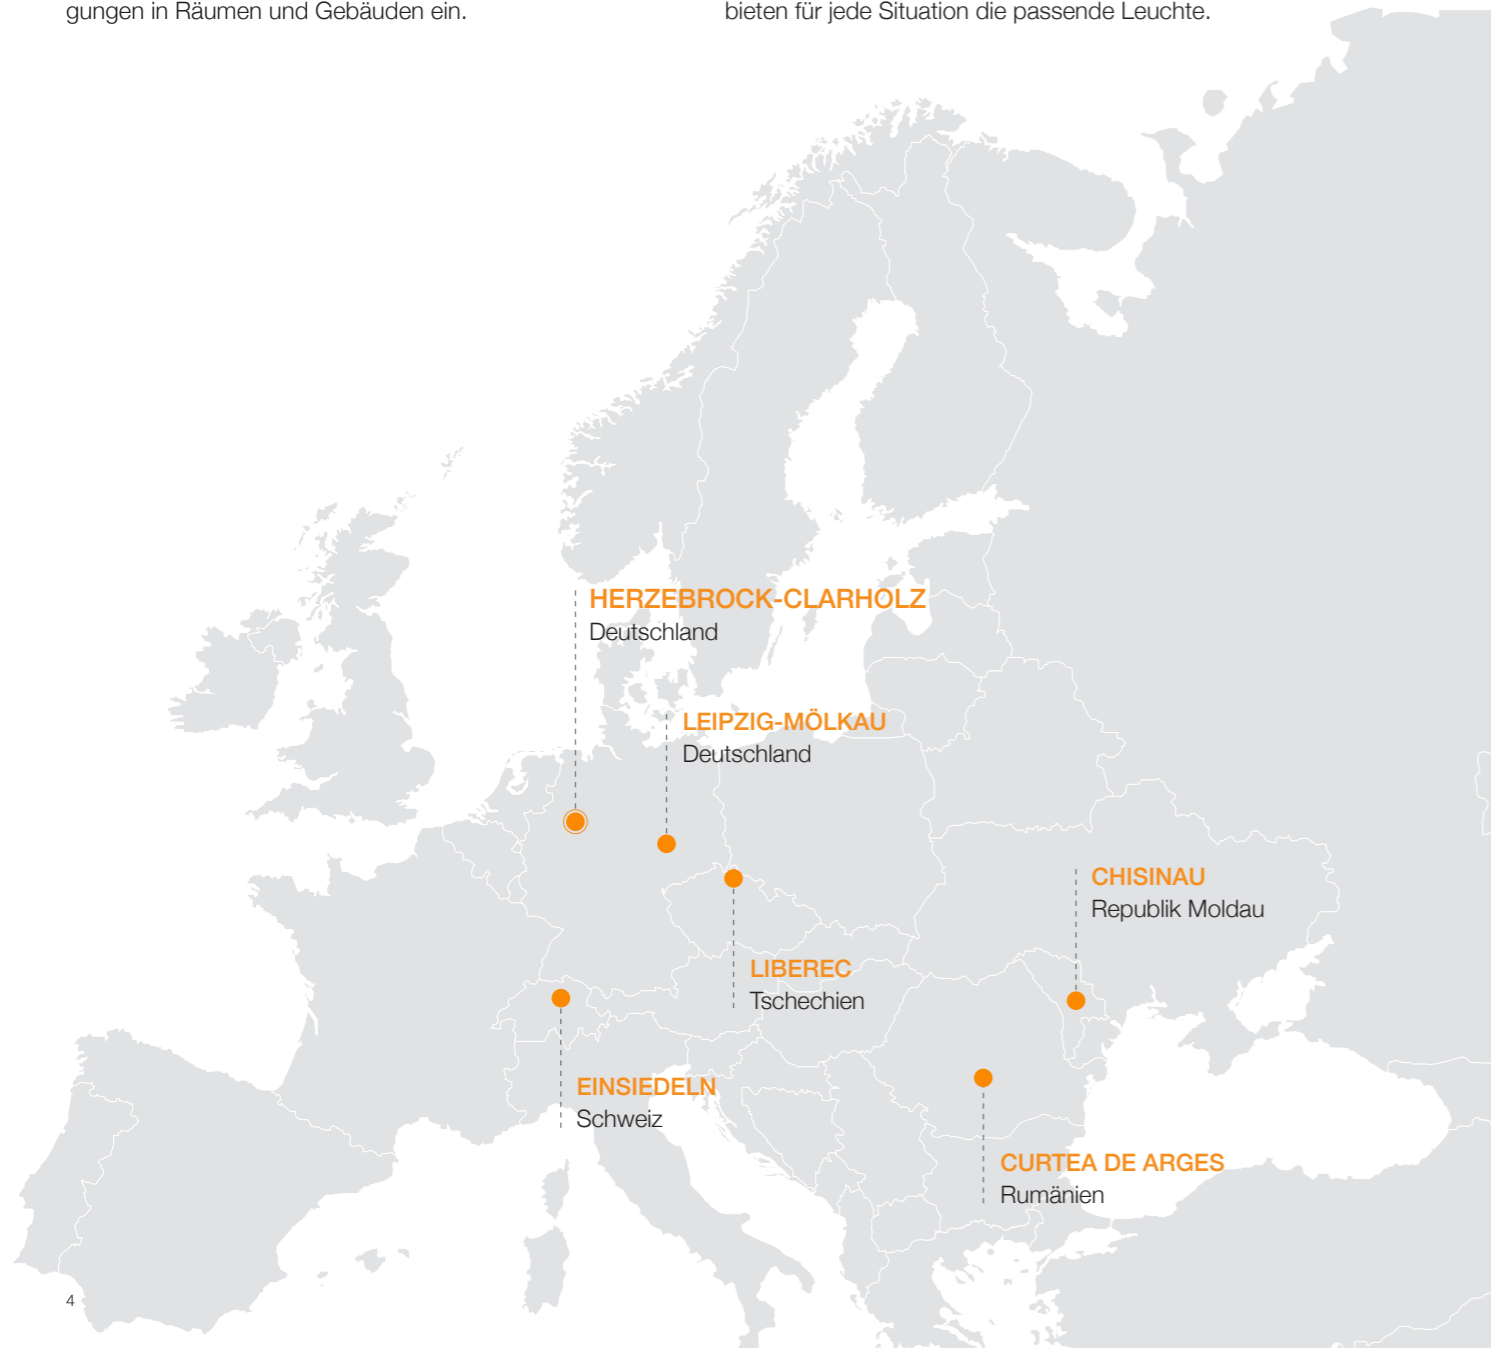 gungen in Räumen und Gebäuden ein.
bieten für jede Situation die passende Leuchte.
HERZEBROCK-CLARHOLZ
Deutschland
LEIPZIG-MÖLKAU
Deutschland
CHISINAU
Republik Moldau
LIBEREC
Tschechien
EINSIEDELN
Schweiz
CURTEA DE ARGES
Rumänien
4